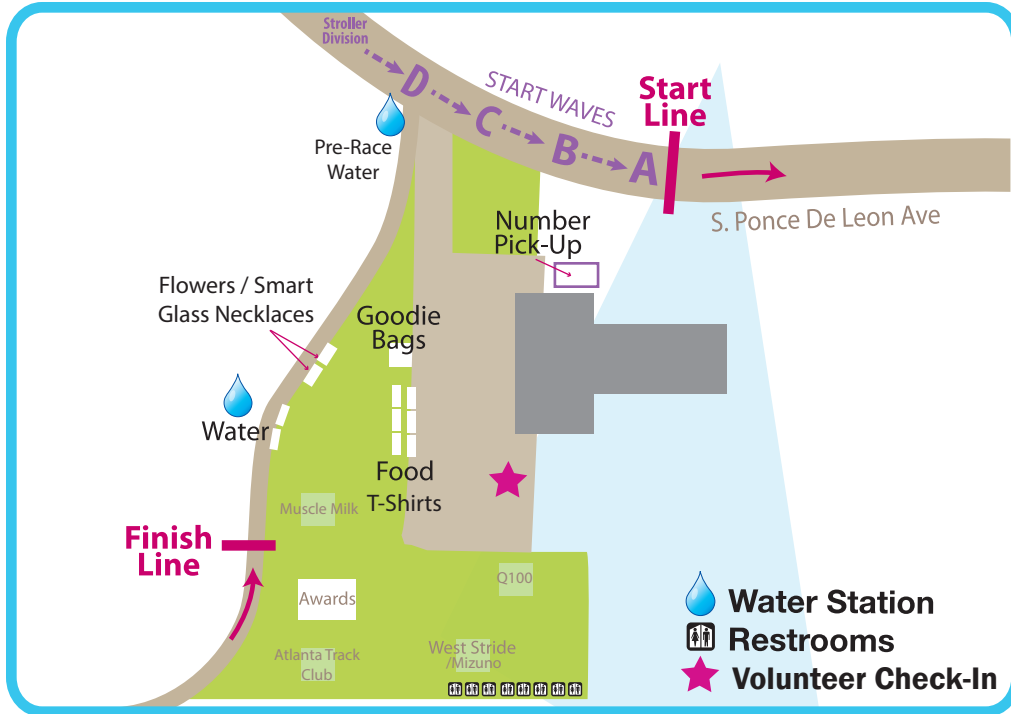 Stroller
Division
D
C
B
A
START WAVES
Start
Line
S. Ponce De Leon Ave
Pre-Race
Water
Number
Pick-Up
Flowers / Smart
Glass Necklaces
Goodie
Bags
Water
Food
T-Shirts
Muscle Milk
Finish
Line
Q100
Awards
Atlanta Track
Club
West Stride
/Mizuno
Water Station
Restrooms
Volunteer Check-In